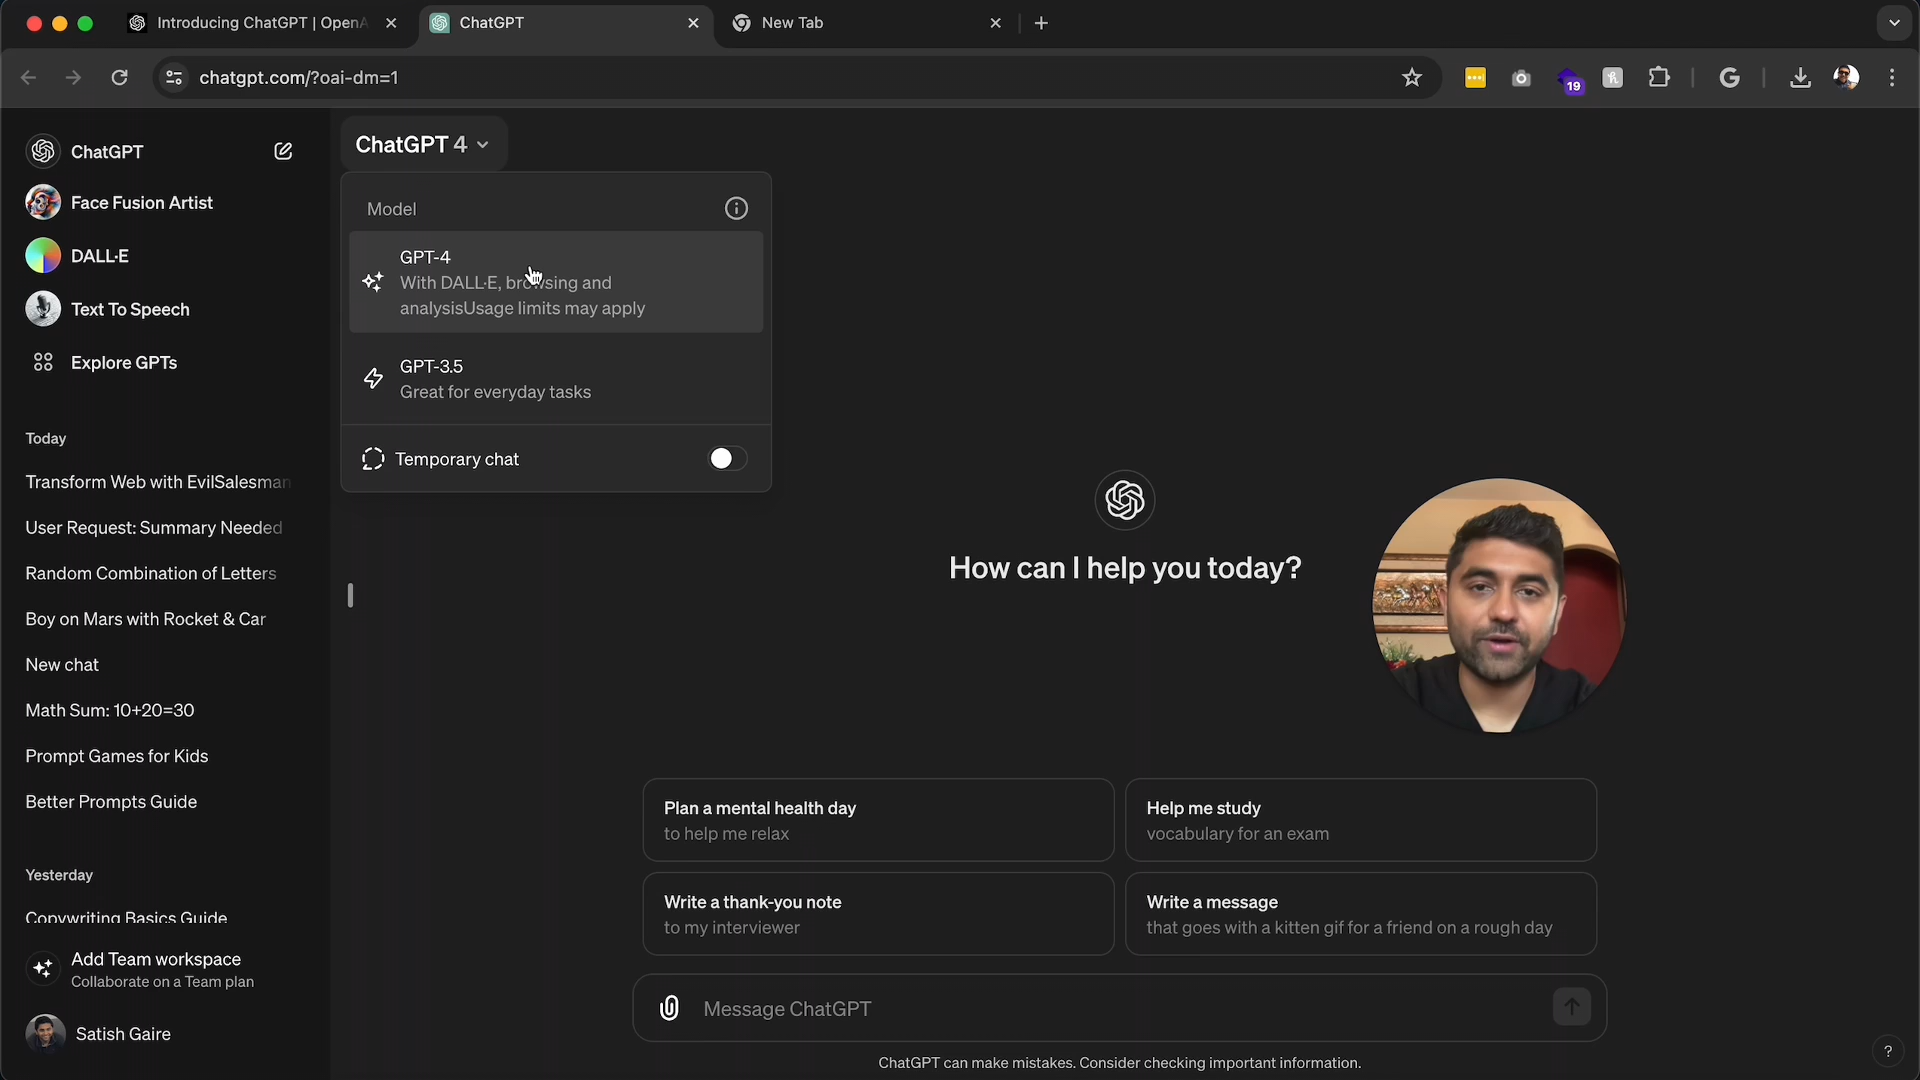 Introducing ChatGPT | OpenA
ChatGPT
New Tab
chatgpt.com/?oai-dm=1
19
ChatGPT
Face Fusion Artist
DALL·E
Text To Speech
Explore GPTs
Today
Transform Web with EvilSalesman
User Request: Summary Needed
Random Combination of Letters
Boy on Mars with Rocket & Car
New chat
Math Sum: 10+20=30
Prompt Games for Kids
Better Prompts Guide
Yesterday
Copywriting Basics Guide
Add Team workspace
Collaborate on a Team plan
Satish Gaire
ChatGPT 4
Model
GPT-4
With DALL·E, browsing and
analysisUsage limits may apply
GPT-3.5
Great for everyday tasks
Temporary chat
How can I help you today?
Plan a mental health day
to help me relax
Help me study
vocabulary for an exam
Write a thank-you note
to my interviewer
Write a message
that goes with a kitten gif for a friend on a rough day
Message ChatGPT
ChatGPT can make mistakes. Consider checking important information.
?